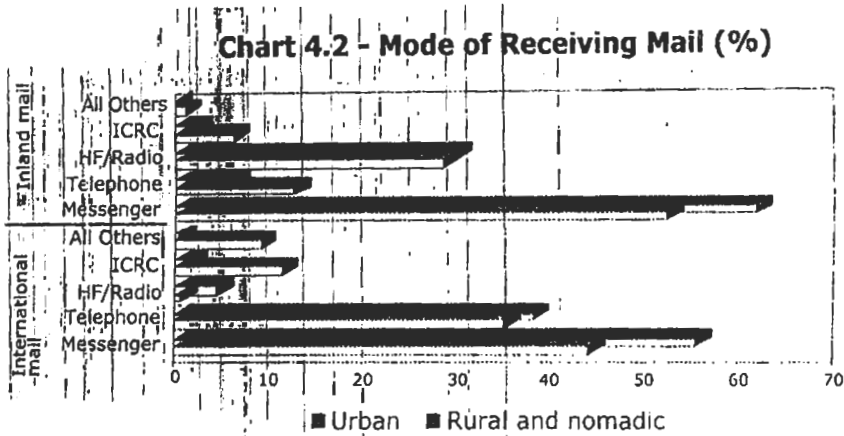 Chart 4.2 - Mode of Receiving Mail (%)
Inland mail
All Others
ICRC
HF/Radio
Telephone
Messenger
International mail
All Others
ICRC
HF/Radio
Telephone
Messenger
0 10 20 30 40 50 60 70
Urban Rural and nomadic